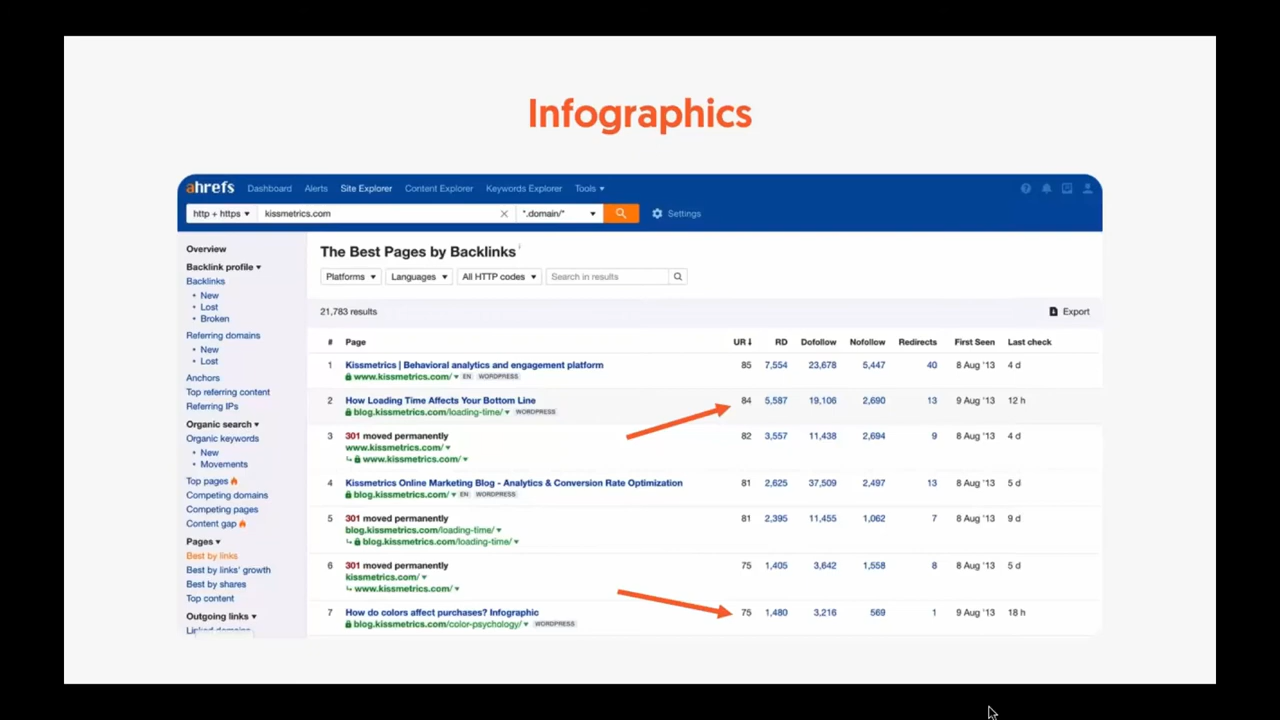 Infographics
ahrefs Dashboard Alerts Site Explorer Content Explorer Keywords Explorer Tools
http + https kissmetrics.com *.domain/* Settings
Overview
Backlink profile
Backlinks
• New
• Lost
• Broken
Referring domains
• New
• Lost
Anchors
Top referring content
Referring IPs
Organic search
Organic keywords
• New
• Movements
Top pages
Competing domains
Competing pages
Content gap
Pages
Best by links
Best by links' growth
Best by shares
Top content
Outgoing links
Linked domains
The Best Pages by Backlinks i
Platforms Languages All HTTP codes Search in results
21,783 results Export
# Page UR RD Dofollow Nofollow Redirects First Seen Last check
1 Kissmetrics | Behavioral analytics and engagement platform 85 7,554 23,678 5,447 40 8 Aug '13 4 d
www.kissmetrics.com/ EN WORDPRESS
2 How Loading Time Affects Your Bottom Line 84 5,587 19,106 2,690 13 9 Aug '13 12 h
blog.kissmetrics.com/loading-time/ WORDPRESS
3 301 moved permanently 82 3,557 11,438 2,694 9 8 Aug '13 4 d
www.kissmetrics.com/
www.kissmetrics.com/
4 Kissmetrics Online Marketing Blog - Analytics & Conversion Rate Optimization 81 2,625 37,509 2,497 13 8 Aug '13 5 d
blog.kissmetrics.com/ EN WORDPRESS
5 301 moved permanently 81 2,395 11,455 1,062 7 8 Aug '13 9 d
blog.kissmetrics.com/loading-time/
blog.kissmetrics.com/loading-time/
6 301 moved permanently 75 1,405 3,642 1,558 8 8 Aug '13 5 d
kissmetrics.com/
www.kissmetrics.com/
7 How do colors affect purchases? Infographic 75 1,480 3,216 569 1 9 Aug '13 18 h
blog.kissmetrics.com/color-psychology/ WORDPRESS